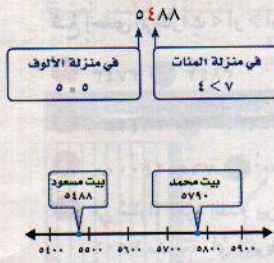 ٥٤٨٨
في منزلة الألوف
٥ = ٥
في منزلة المئات
٤ < ٧
بيت مسعود
٥٤٨٨
بيت محمد
٥٧٩٠
٥٤٠٠ ٥٥٠٠ ٥٦٠٠ ٥٧٠٠ ٥٨٠٠ ٥٩٠٠